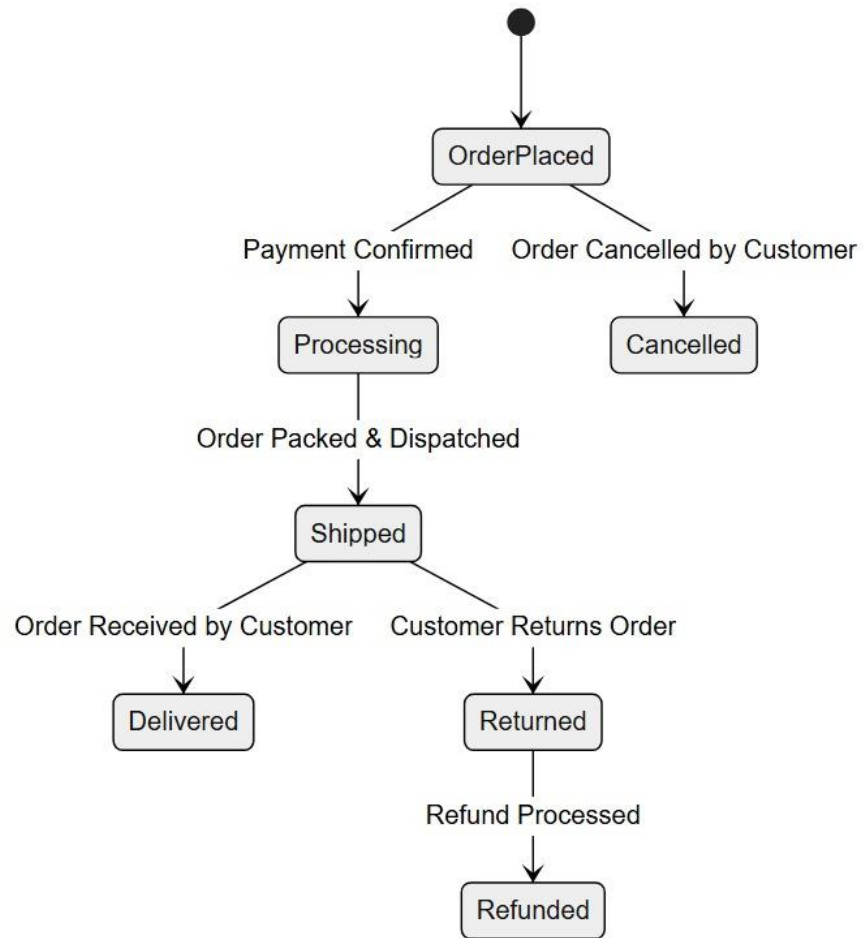 OrderPlaced
Payment Confirmed
Order Cancelled by Customer
Processing
Cancelled
Order Packed & Dispatched
Shipped
Order Received by Customer
Customer Returns Order
Delivered
Returned
Refund Processed
Refunded